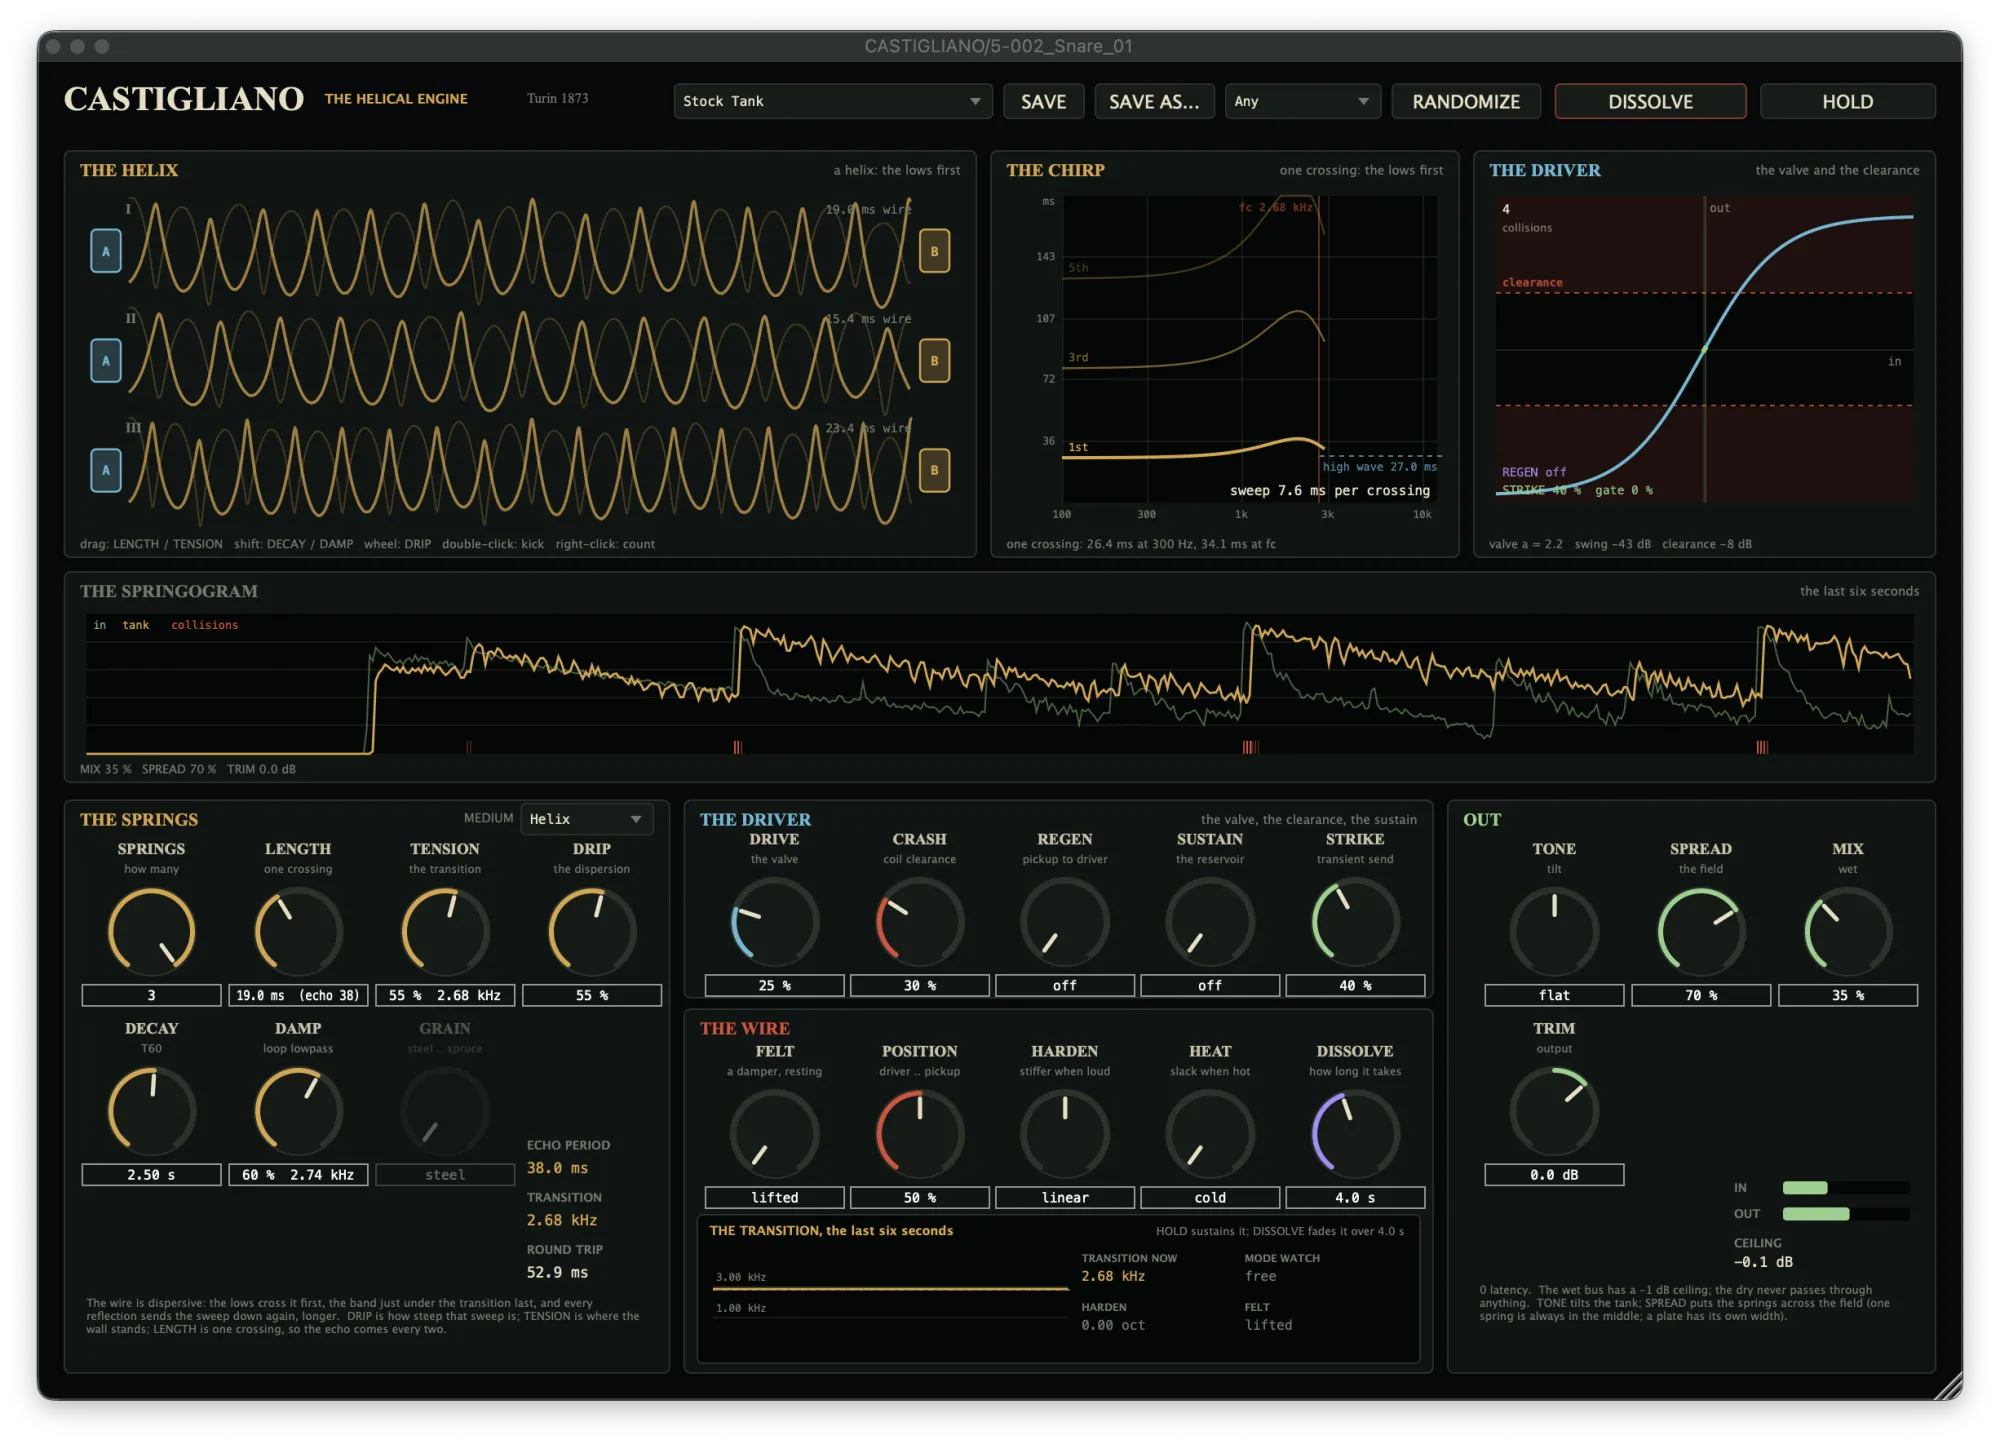 CASTIGLIANO/5-002_Snare_01
CASTIGLIANO THE HELICAL ENGINE Turin 1873 Stock Tank SAVE SAVE AS... Any RANDOMIZE DISSOLVE HOLD
THE HELIX a helix: the lows first
I 19.0 ms wire
A B
II 15.4 ms wire
A B
III 23.4 ms wire
A B
drag: LENGTH / TENSION shift: DECAY / DAMP wheel: DRIP double-click: kick right-click: count
THE CHIRP one crossing: the lows first
ms fc 2.68 kHz
143
5th
107
3rd
72
36
1st
high wave 27.0 ms
sweep 7.6 ms per crossing
100 300 1k 3k 10k
one crossing: 26.4 ms at 300 Hz, 34.1 ms at fc
THE DRIVER the valve and the clearance
4 out
collisions
clearance
in
REGEN off
STRIKE 40 % gate 0 %
valve a = 2.2 swing -43 dB clearance -8 dB
THE SPRINGOGRAM the last six seconds
in tank collisions
MIX 35 % SPREAD 70 % TRIM 0.0 dB
THE SPRINGS MEDIUM Helix
SPRINGS LENGTH TENSION DRIP
how many one crossing the transition the dispersion
3 19.0 ms (echo 38) 55 % 2.68 kHz 55 %
DECAY DAMP GRAIN
T60 loop lowpass steel .. spruce
2.50 s 60 % 2.74 kHz steel
ECHO PERIOD
38.0 ms
TRANSITION
2.68 kHz
ROUND TRIP
52.9 ms
The wire is dispersive: the lows cross it first, the band just under the transition last, and every
reflection sends the sweep down again, longer. DRIP is how steep that sweep is; TENSION is where the
wall stands; LENGTH is one crossing, so the echo comes every two.
THE DRIVER the valve, the clearance, the sustain
DRIVE CRASH REGEN SUSTAIN STRIKE
the valve coil clearance pickup to driver the reservoir transient send
25 % 30 % off off 40 %
THE WIRE
FELT POSITION HARDEN HEAT DISSOLVE
a damper, resting driver .. pickup stiffer when loud slack when hot how long it takes
lifted 50 % linear cold 4.0 s
THE TRANSITION, the last six seconds HOLD sustains it; DISSOLVE fades it over 4.0 s
TRANSITION NOW MODE WATCH
3.00 kHz 2.68 kHz free
1.00 kHz HARDEN FELT
0.00 oct lifted
OUT
TONE SPREAD MIX
tilt the field wet
flat 70 % 35 %
TRIM
output
0.0 dB
IN
OUT
CEILING
-0.1 dB
0 latency. The wet bus has a -1 dB ceiling; the dry never passes through
anything. TONE tilts the tank; SPREAD puts the springs across the field (one
spring is always in the middle; a plate has its own width).